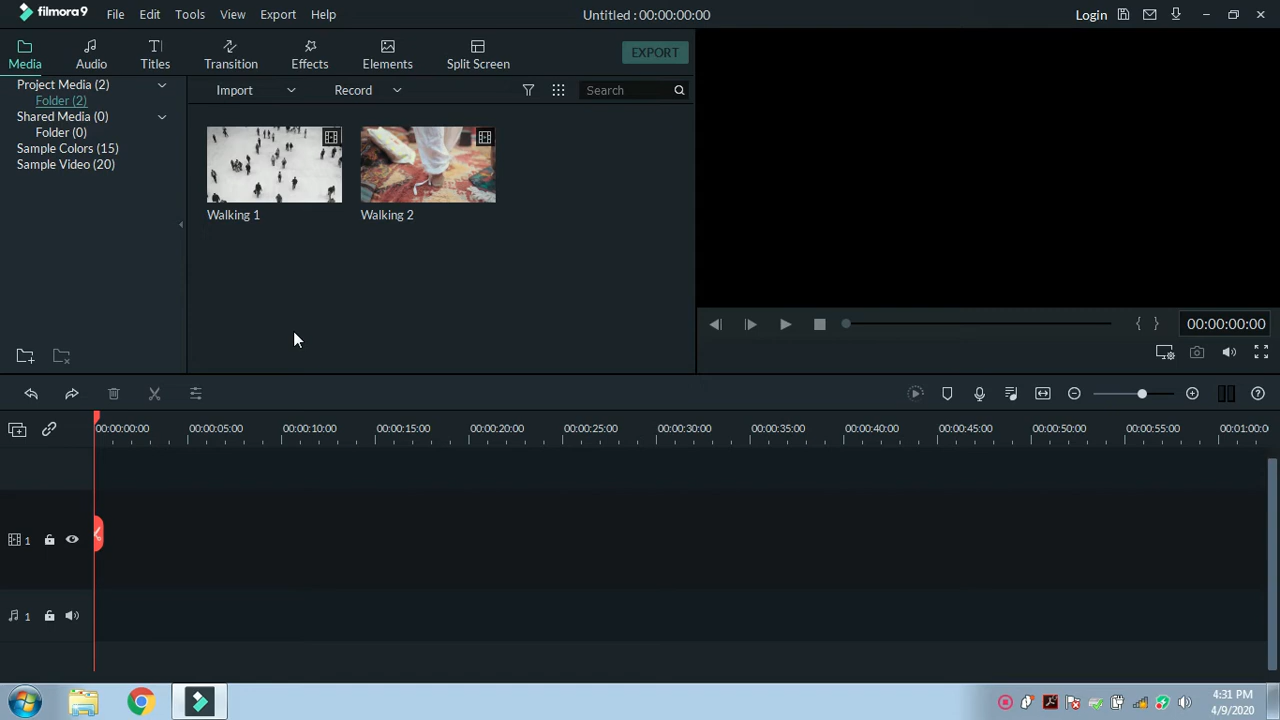 filmora9 File Edit Tools View Export Help Untitled : 00:00:00:00 Login
Media Audio Titles Transition Effects Elements Split Screen EXPORT
Project Media (2)
Folder (2)
Shared Media (0)
Folder (0)
Sample Colors (15)
Sample Video (20)
Import Record Search
Walking 1 Walking 2
{ } 00:00:00:00
00:00:00:00 00:00:05:00 00:00:10:00 00:00:15:00 00:00:20:00 00:00:25:00 00:00:30:00 00:00:35:00 00:00:40:00 00:00:45:00 00:00:50:00 00:00:55:00 00:01:00:0
1
1
4:31 PM
4/9/2020